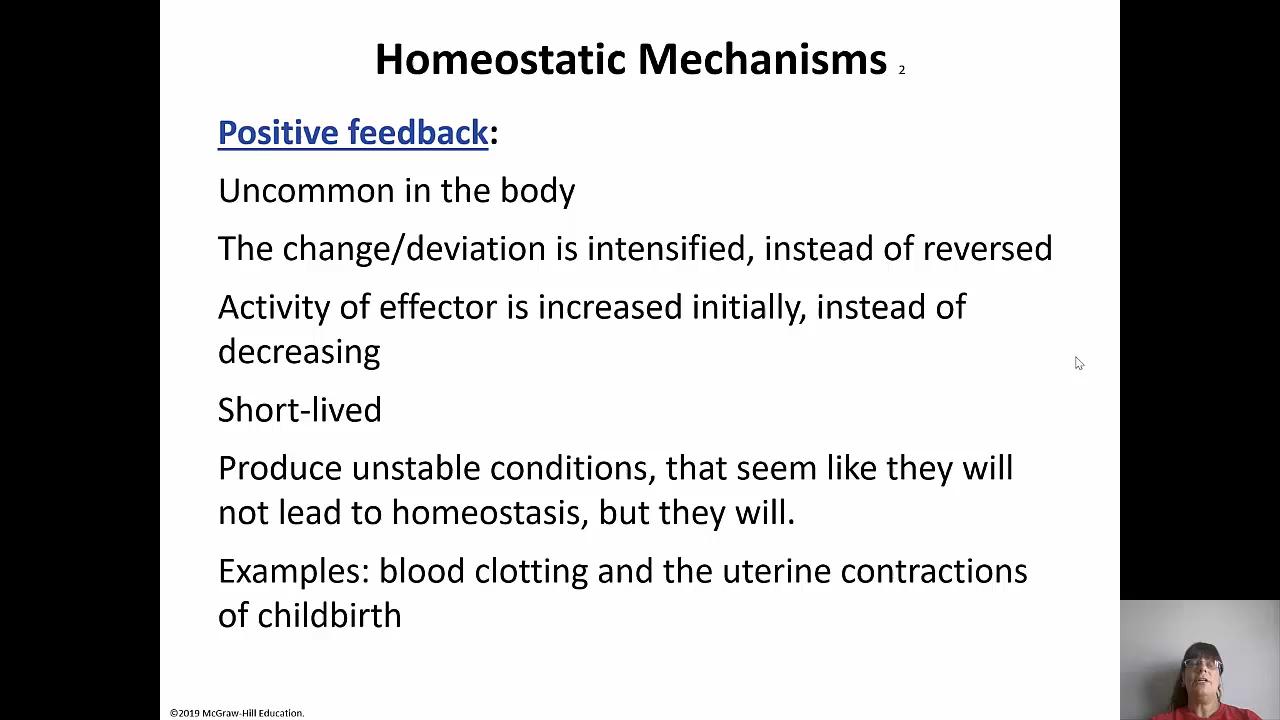 Homeostatic Mechanisms 2
Positive feedback:
Uncommon in the body
The change/deviation is intensified, instead of reversed
Activity of effector is increased initially, instead of
decreasing
Short-lived
Produce unstable conditions, that seem like they will
not lead to homeostasis, but they will.
Examples: blood clotting and the uterine contractions
of childbirth
©2019 McGraw-Hill Education.